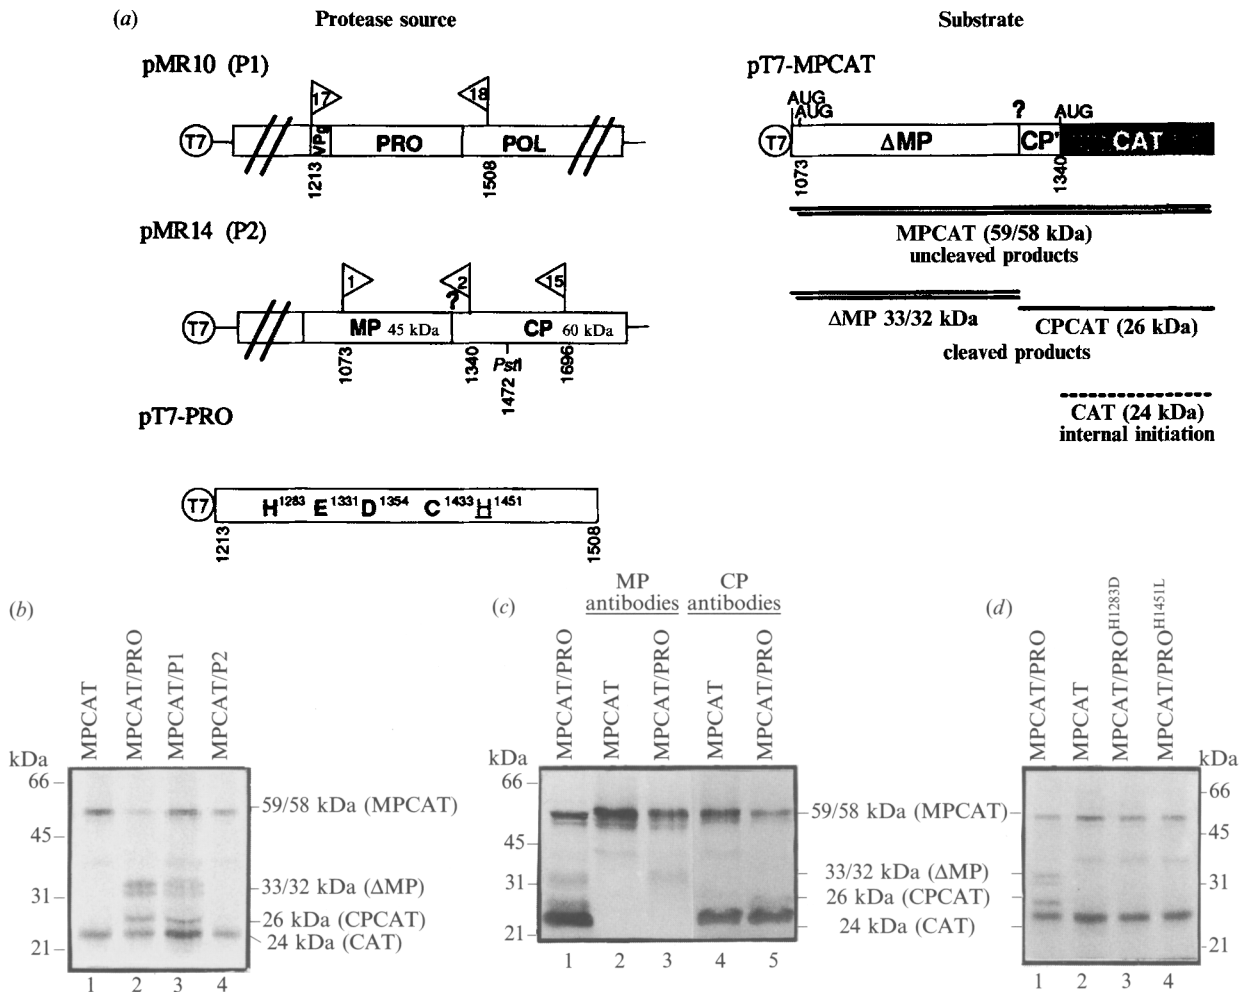 (a) Protease source Substrate
pMR10 (P1)
17 18
T7 VPg PRO POL
1213 1508
pMR14 (P2)
1 2 15
?
T7 MP 45 kDa CP 60 kDa
1073 1340 PstI 1472 1696
pT7-PRO
T7 H1283 E1331 D1354 C1433 H1451
1213 1508
pT7-MPCAT
AUG AUG ? AUG
T7 ΔMP CP' CAT
1073 1340
MPCAT (59/58 kDa)
uncleaved products
ΔMP 33/32 kDa CPCAT (26 kDa)
cleaved products
CAT (24 kDa)
internal initiation
(b)
MPCAT
MPCAT/PRO
MPCAT/P1
MPCAT/P2
kDa
66
45
31
21
1 2 3 4
59/58 kDa (MPCAT)
33/32 kDa (ΔMP)
26 kDa (CPCAT)
24 kDa (CAT)
(c)
MP antibodies
CP antibodies
MPCAT/PRO
MPCAT
MPCAT/PRO
MPCAT
MPCAT/PRO
kDa
66
45
31
21
1 2 3 4 5
59/58 kDa (MPCAT)
33/32 kDa (ΔMP)
26 kDa (CPCAT)
24 kDa (CAT)
(d)
MPCAT/PRO
MPCAT
MPCAT/PROH1283D
MPCAT/PROH1451L
kDa
66
45
31
21
1 2 3 4